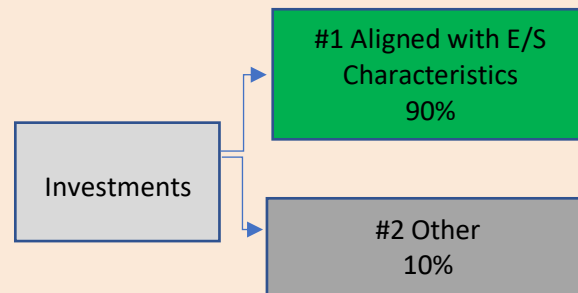 #1 Aligned with E/S
Characteristics
90%
Investments
#2 Other
10%